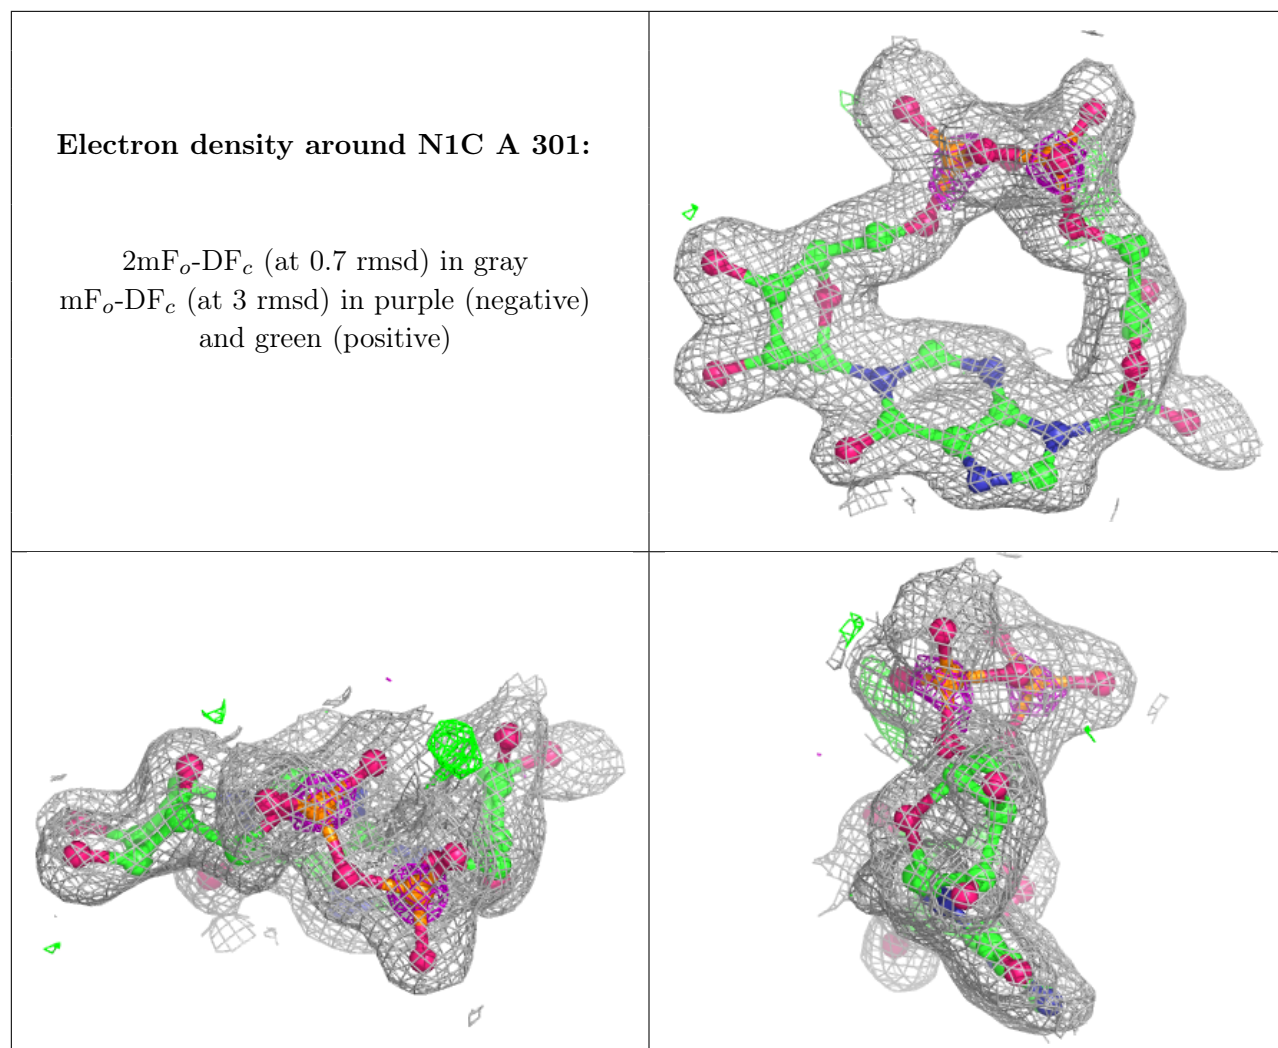 Electron density around N1C A 301:
2mFo-DFc (at 0.7 rmsd) in gray
mFo-DFc (at 3 rmsd) in purple (negative)
and green (positive)